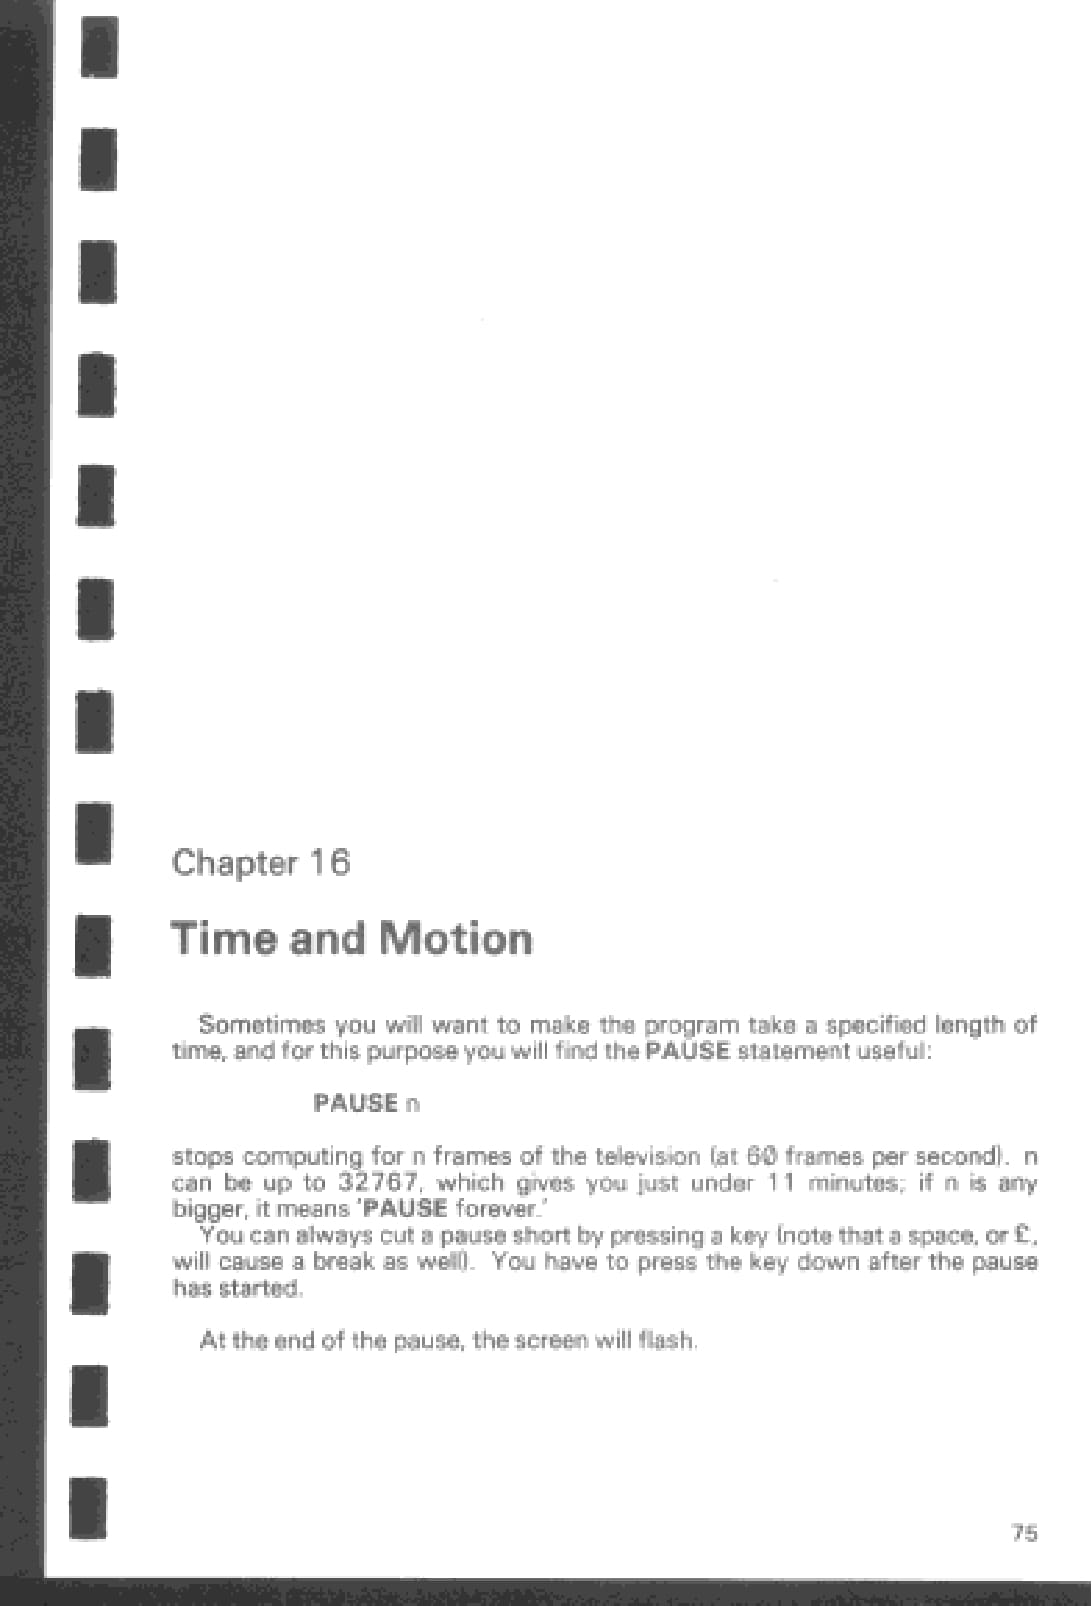 Chapter 16
Time and Motion
Sometimes you will want to make the program take a specified length of
time, and for this purpose you will find the PAUSE statement useful:
PAUSE n
stops computing for n frames of the television (at 60 frames per second). n
can be up to 32767, which gives you just under 11 minutes; if n is any
bigger, it means 'PAUSE forever.'
You can always cut a pause short by pressing a key (note that a space, or £,
will cause a break as well). You have to press the key down after the pause
has started.
At the end of the pause, the screen will flash.
75